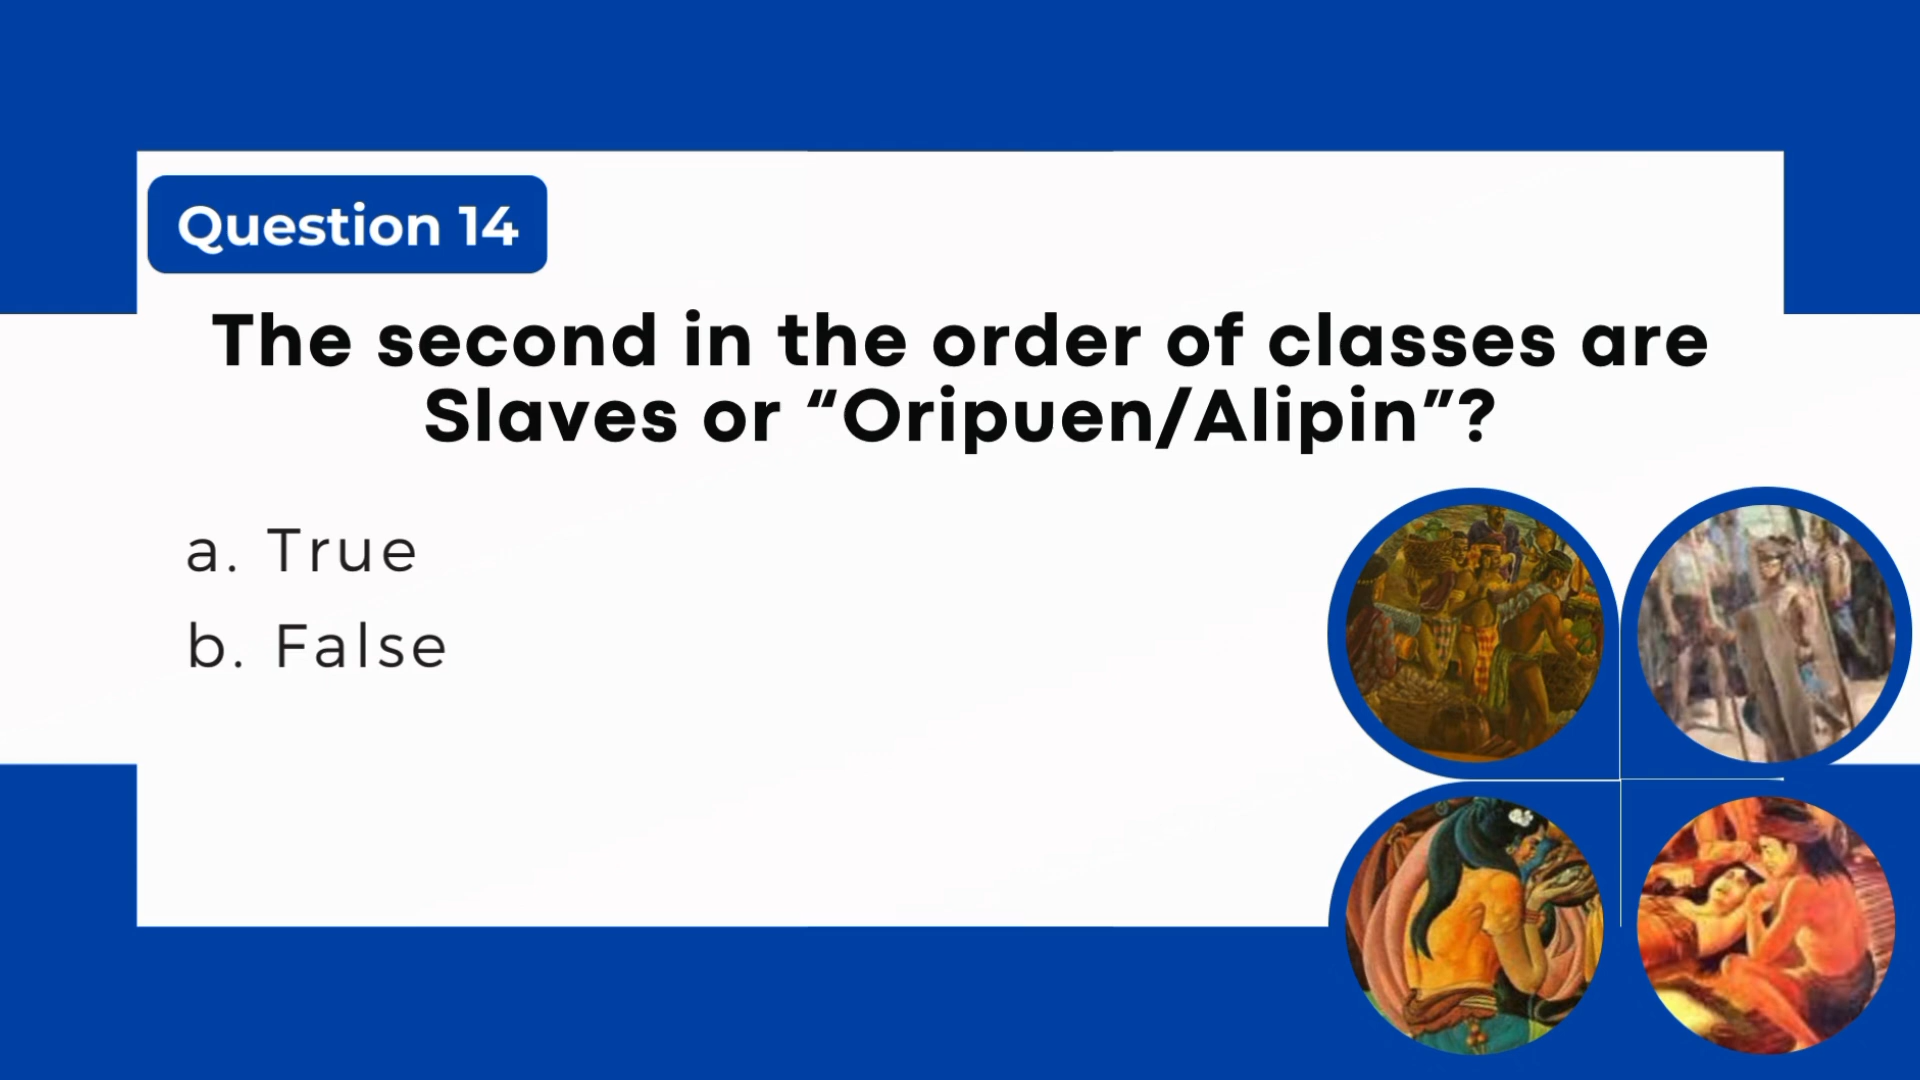 Question 14
The second in the order of classes are
Slaves or “Oripuen/Alipin”?
a. True
b. False